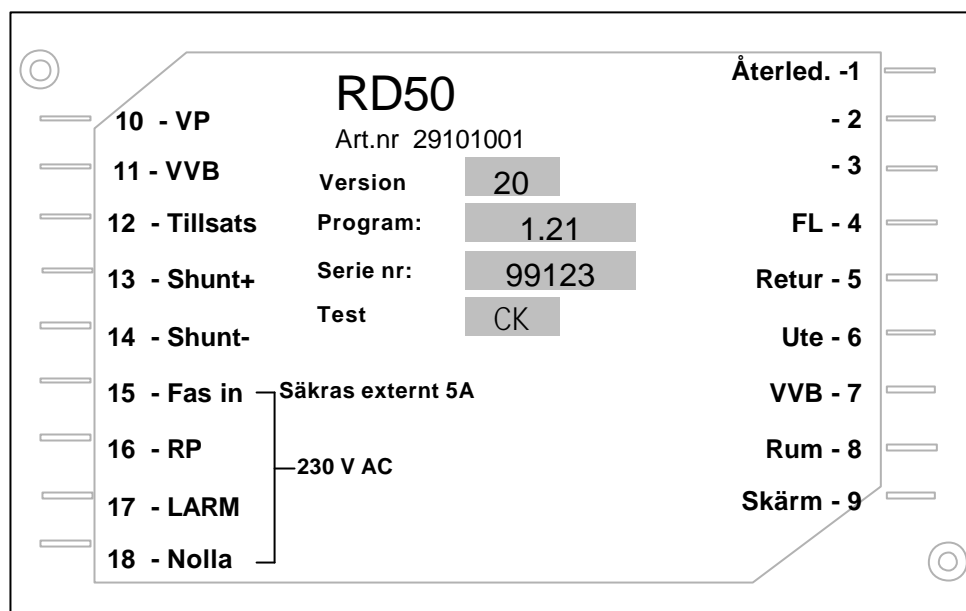 RD50
Art.nr 29101001
Version 20
Program: 1.21
Serie nr: 99123
Test CK
10 - VP
11 - VVB
12 - Tillsats
13 - Shunt+
14 - Shunt-
15 - Fas in
16 - RP
17 - LARM
18 - Nolla
Säkras externt 5A
230 V AC
Återled. -1
- 2
- 3
FL - 4
Retur - 5
Ute - 6
VVB - 7
Rum - 8
Skärm - 9